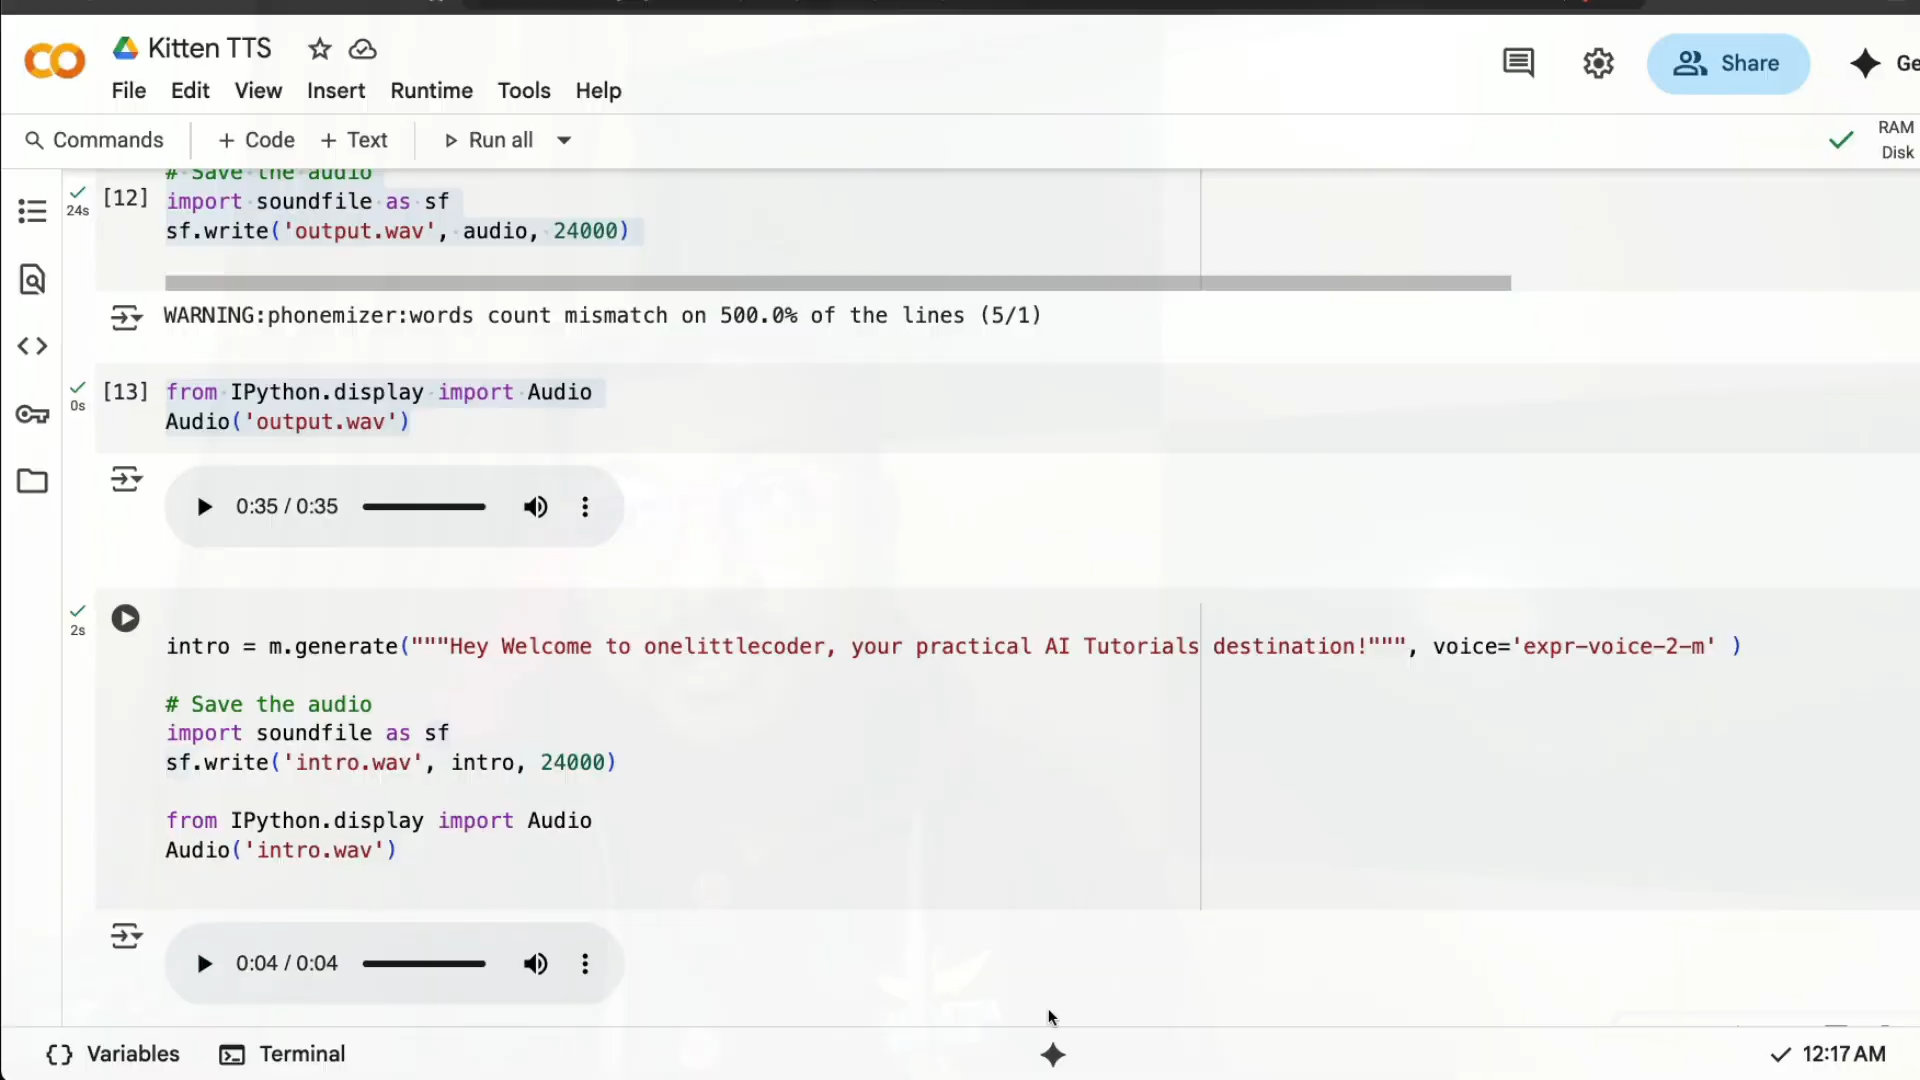 Kitten TTS
File Edit View Insert Runtime Tools Help
Share
Ge
Commands + Code + Text Run all
RAM
Disk
# Save the audio
[12] import soundfile as sf
24s
sf.write('output.wav', audio, 24000)
WARNING:phonemizer:words count mismatch on 500.0% of the lines (5/1)
[13] from IPython.display import Audio
0s
Audio('output.wav')
0:35 / 0:35
2s
intro = m.generate("""Hey Welcome to onelittlecoder, your practical AI Tutorials destination!""", voice='expr-voice-2-m' )
# Save the audio
import soundfile as sf
sf.write('intro.wav', intro, 24000)
from IPython.display import Audio
Audio('intro.wav')
0:04 / 0:04
{} Variables Terminal
12:17 AM